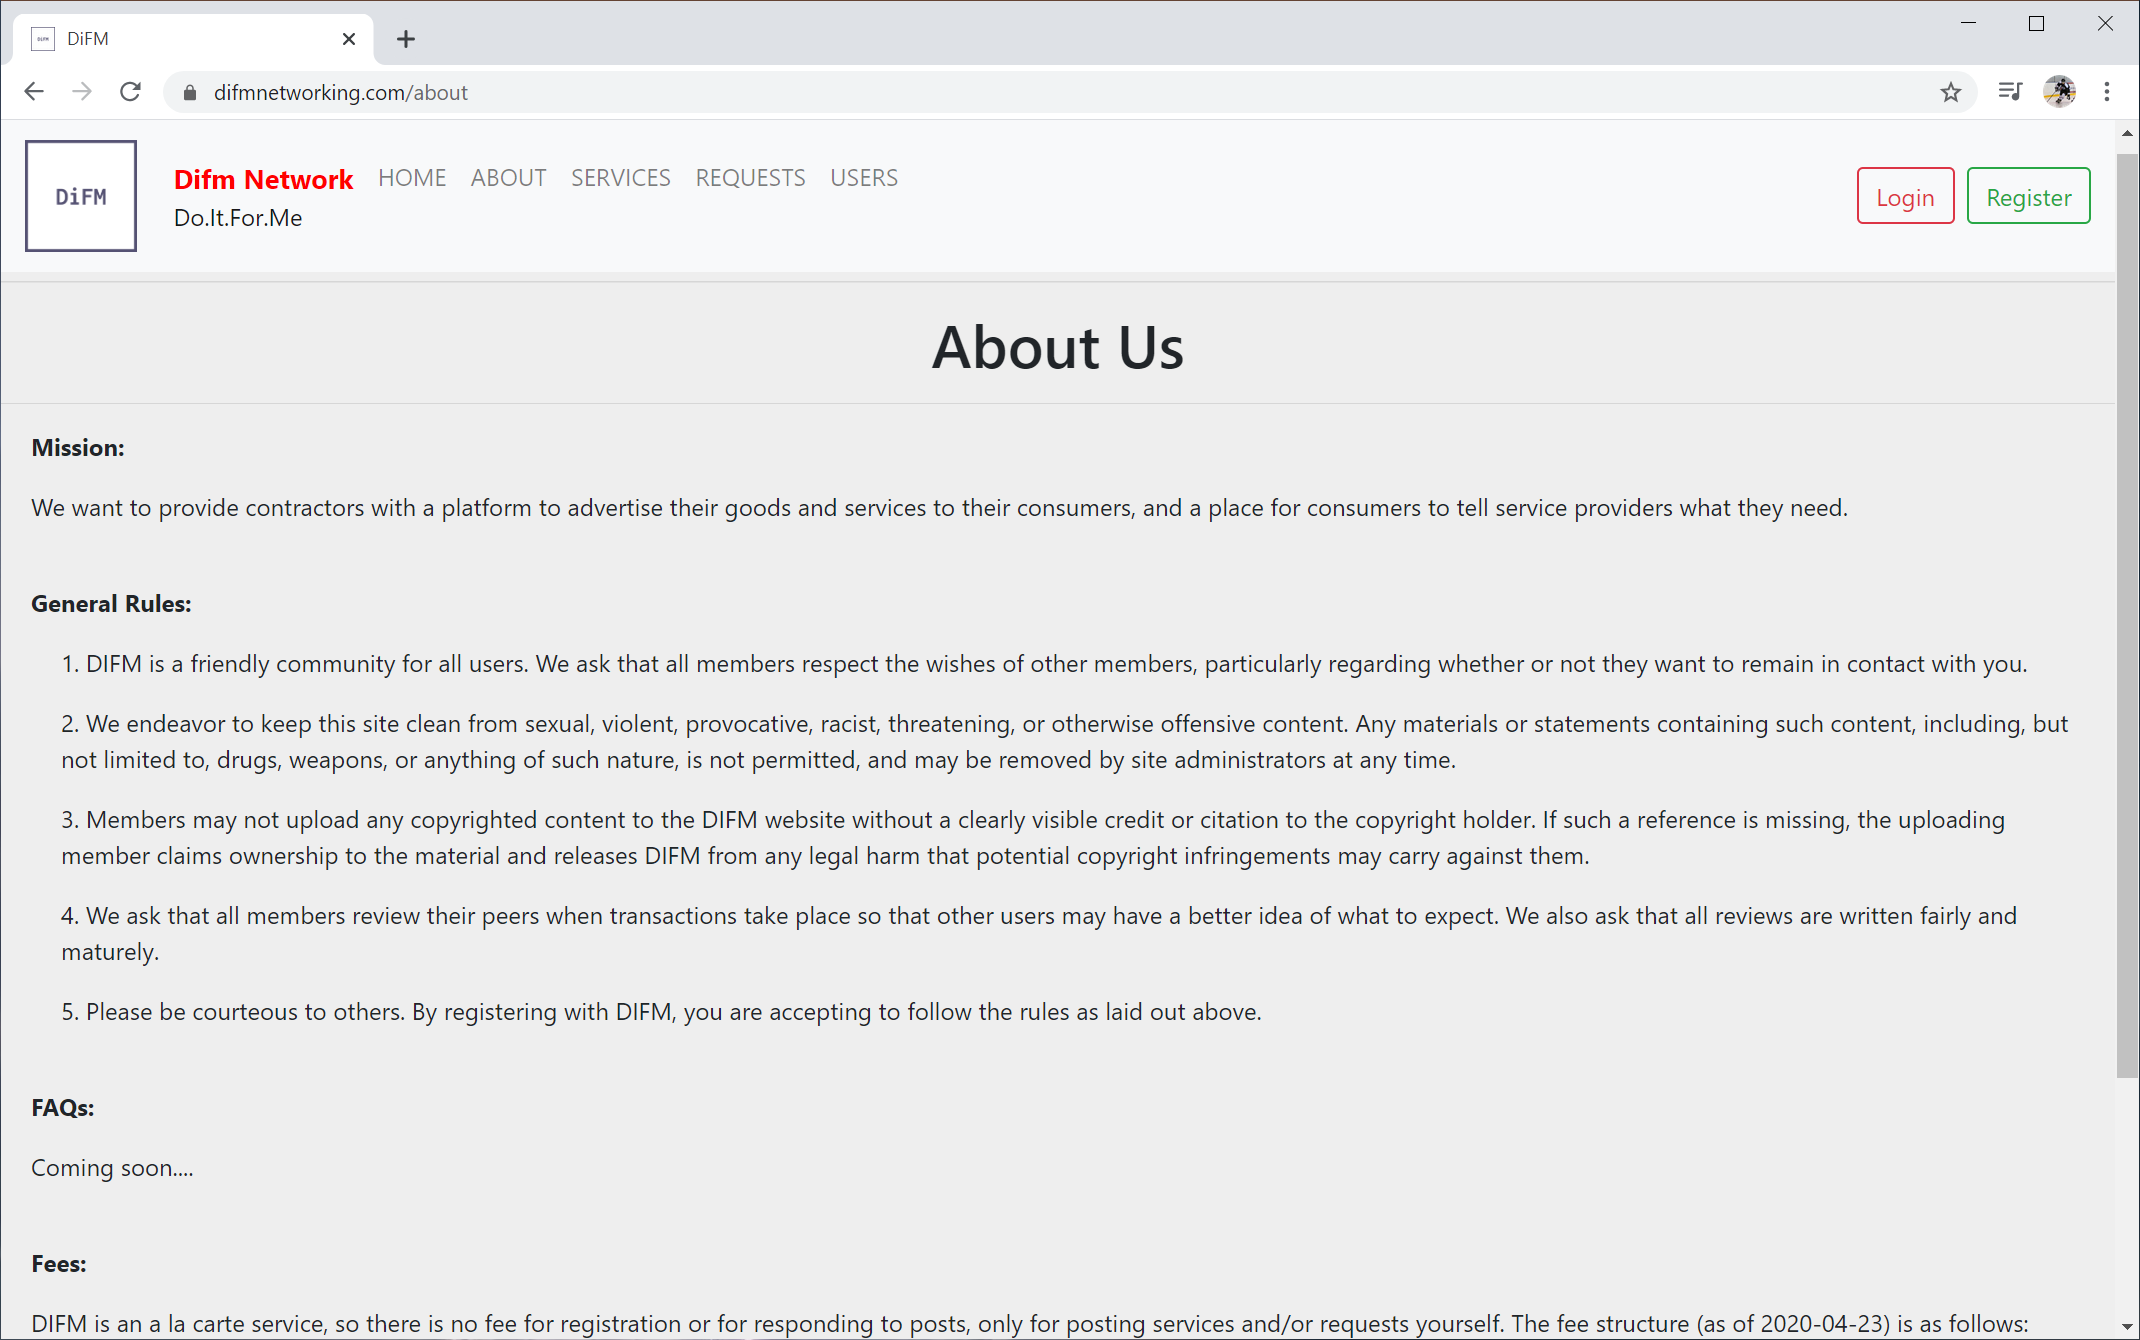 DiFM
difmnetworking.com/about
DiFM
Difm Network HOME ABOUT SERVICES REQUESTS USERS
Do.It.For.Me
Login Register
About Us
Mission:
We want to provide contractors with a platform to advertise their goods and services to their consumers, and a place for consumers to tell service providers what they need.
General Rules:
1. DIFM is a friendly community for all users. We ask that all members respect the wishes of other members, particularly regarding whether or not they want to remain in contact with you.
2. We endeavor to keep this site clean from sexual, violent, provocative, racist, threatening, or otherwise offensive content. Any materials or statements containing such content, including, but
not limited to, drugs, weapons, or anything of such nature, is not permitted, and may be removed by site administrators at any time.
3. Members may not upload any copyrighted content to the DIFM website without a clearly visible credit or citation to the copyright holder. If such a reference is missing, the uploading
member claims ownership to the material and releases DIFM from any legal harm that potential copyright infringements may carry against them.
4. We ask that all members review their peers when transactions take place so that other users may have a better idea of what to expect. We also ask that all reviews are written fairly and
maturely.
5. Please be courteous to others. By registering with DIFM, you are accepting to follow the rules as laid out above.
FAQs:
Coming soon....
Fees:
DIFM is an a la carte service, so there is no fee for registration or for responding to posts, only for posting services and/or requests yourself. The fee structure (as of 2020-04-23) is as follows: